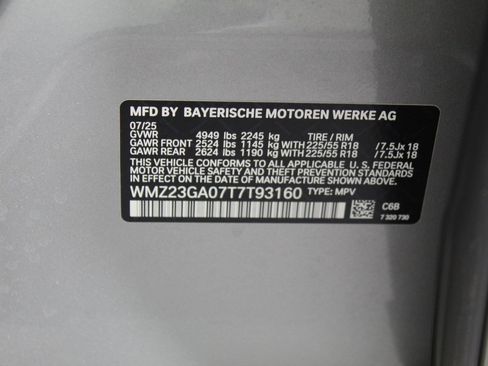 MFD BY BAYERISCHE MOTOREN WERKE AG
07/25
GVWR 4949 lbs 2245 kg TIRE / RIM
GAWR FRONT 2524 lbs 1145 kg WITH 225/55 R18 /7.5Jx 18
GAWR REAR 2624 lbs 1190 kg WITH 225/55 R18 /7.5Jx 18
THIS VEHICLE CONFORMS TO ALL APPLICABLE U.S. FEDERAL
MOTOR VEHICLE SAFETY STANDARDS IN EFFECT ON THE
DATE OF MANUFACTURE SHOWN ABOVE.
WMZ23GA07T7T93160 TYPE: MPV
C6B
7 320 730